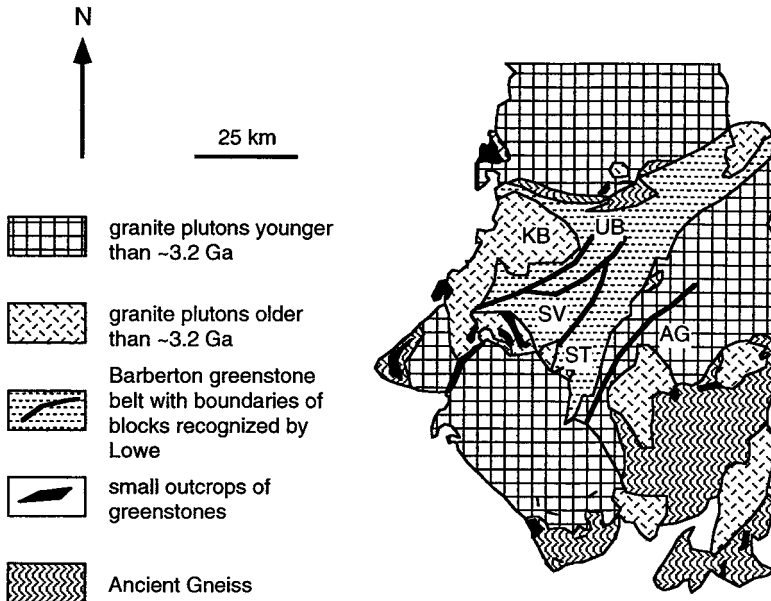 N
25 km
granite plutons younger
than ~3.2 Ga
granite plutons older
than ~3.2 Ga
Barberton greenstone
belt with boundaries of
blocks recognized by
Lowe
small outcrops of
greenstones
Ancient Gneiss
KB
UB
SV
ST
AG